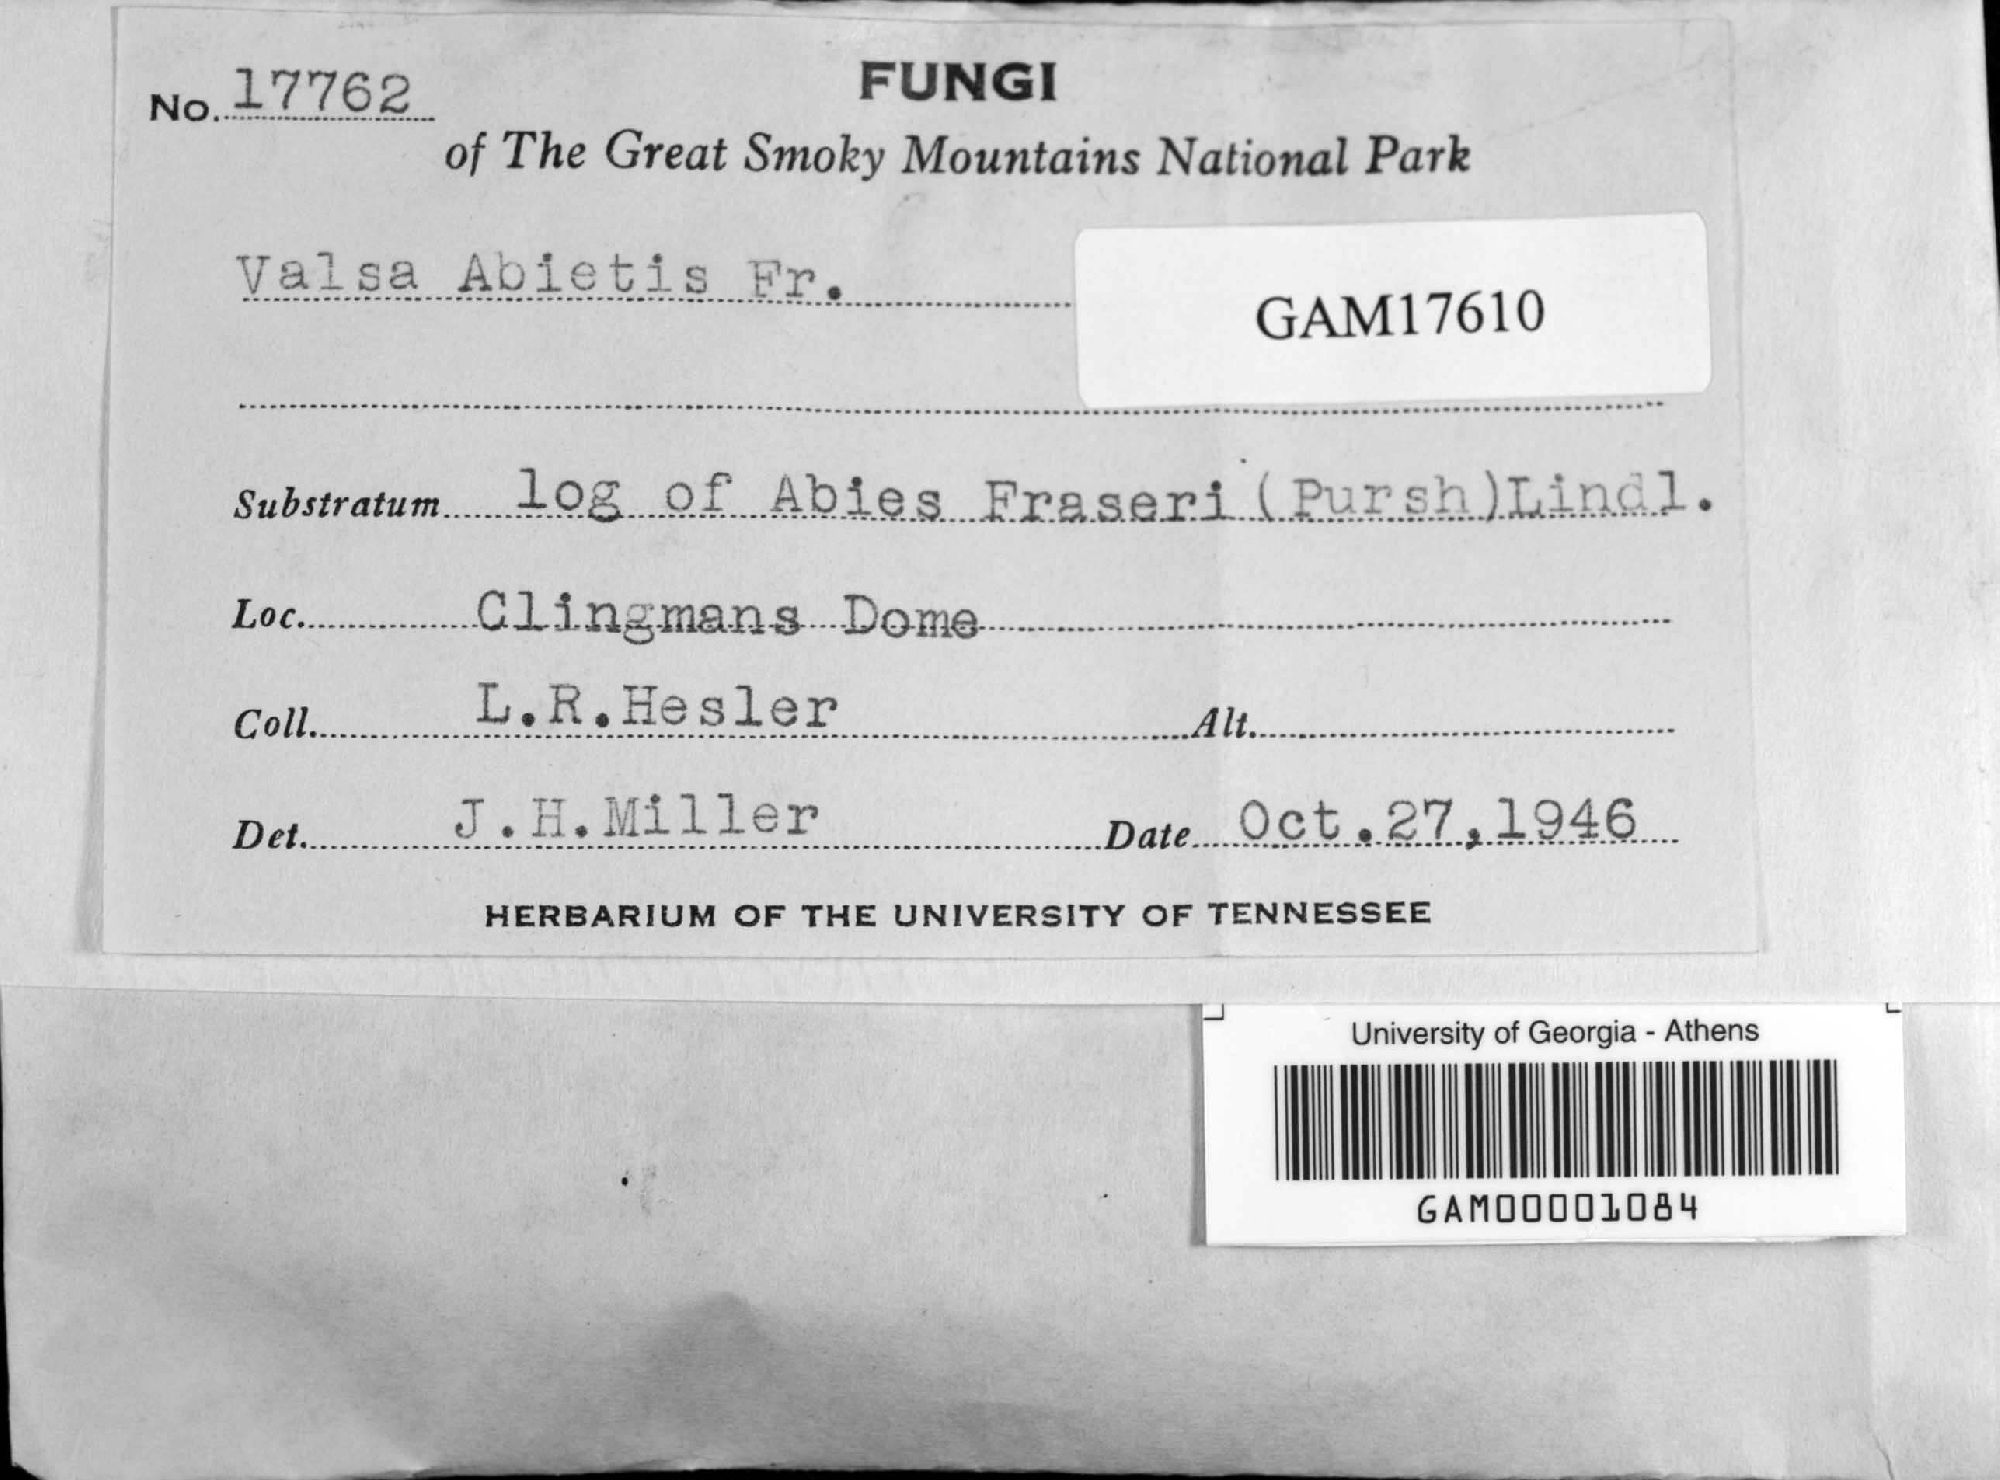 No. 17762
FUNGI
of The Great Smoky Mountains National Park
Valsa Abietis Fr.
GAM17610
Substratum log of Abies Fraseri (Pursh)Lindl.
Loc. Clingmans Dome
Coll. L.R.Hesler Alt.
Det. J.H.Miller Date Oct.27,1946
HERBARIUM OF THE UNIVERSITY OF TENNESSEE
University of Georgia - Athens
GAM00001084